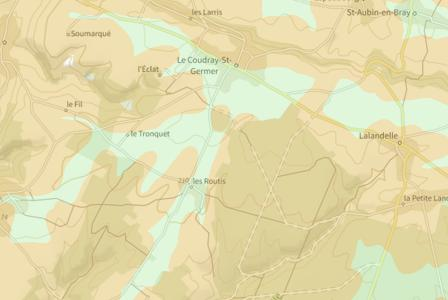 les Larris
St-Aubin-en-Bray
Soumarqué
Le Coudray-St-
Germer
l'Éclat
le Fil
le Tronquet
Lalandelle
les Routis
la Petite Land